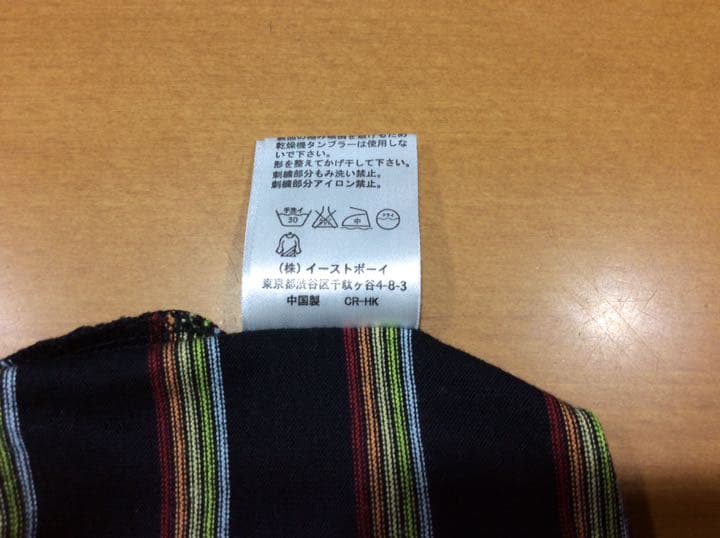 乾燥機タンブラーは使用しな
いで下さい。
形を整えてかげ干して下さい。
刺繍部分もみ洗い禁止。
刺繍部分アイロン禁止。
手洗イ
30
中
ドライ
(株)イーストボーイ
東京都渋谷区千駄ヶ谷4-8-3
中国製 CR-HK